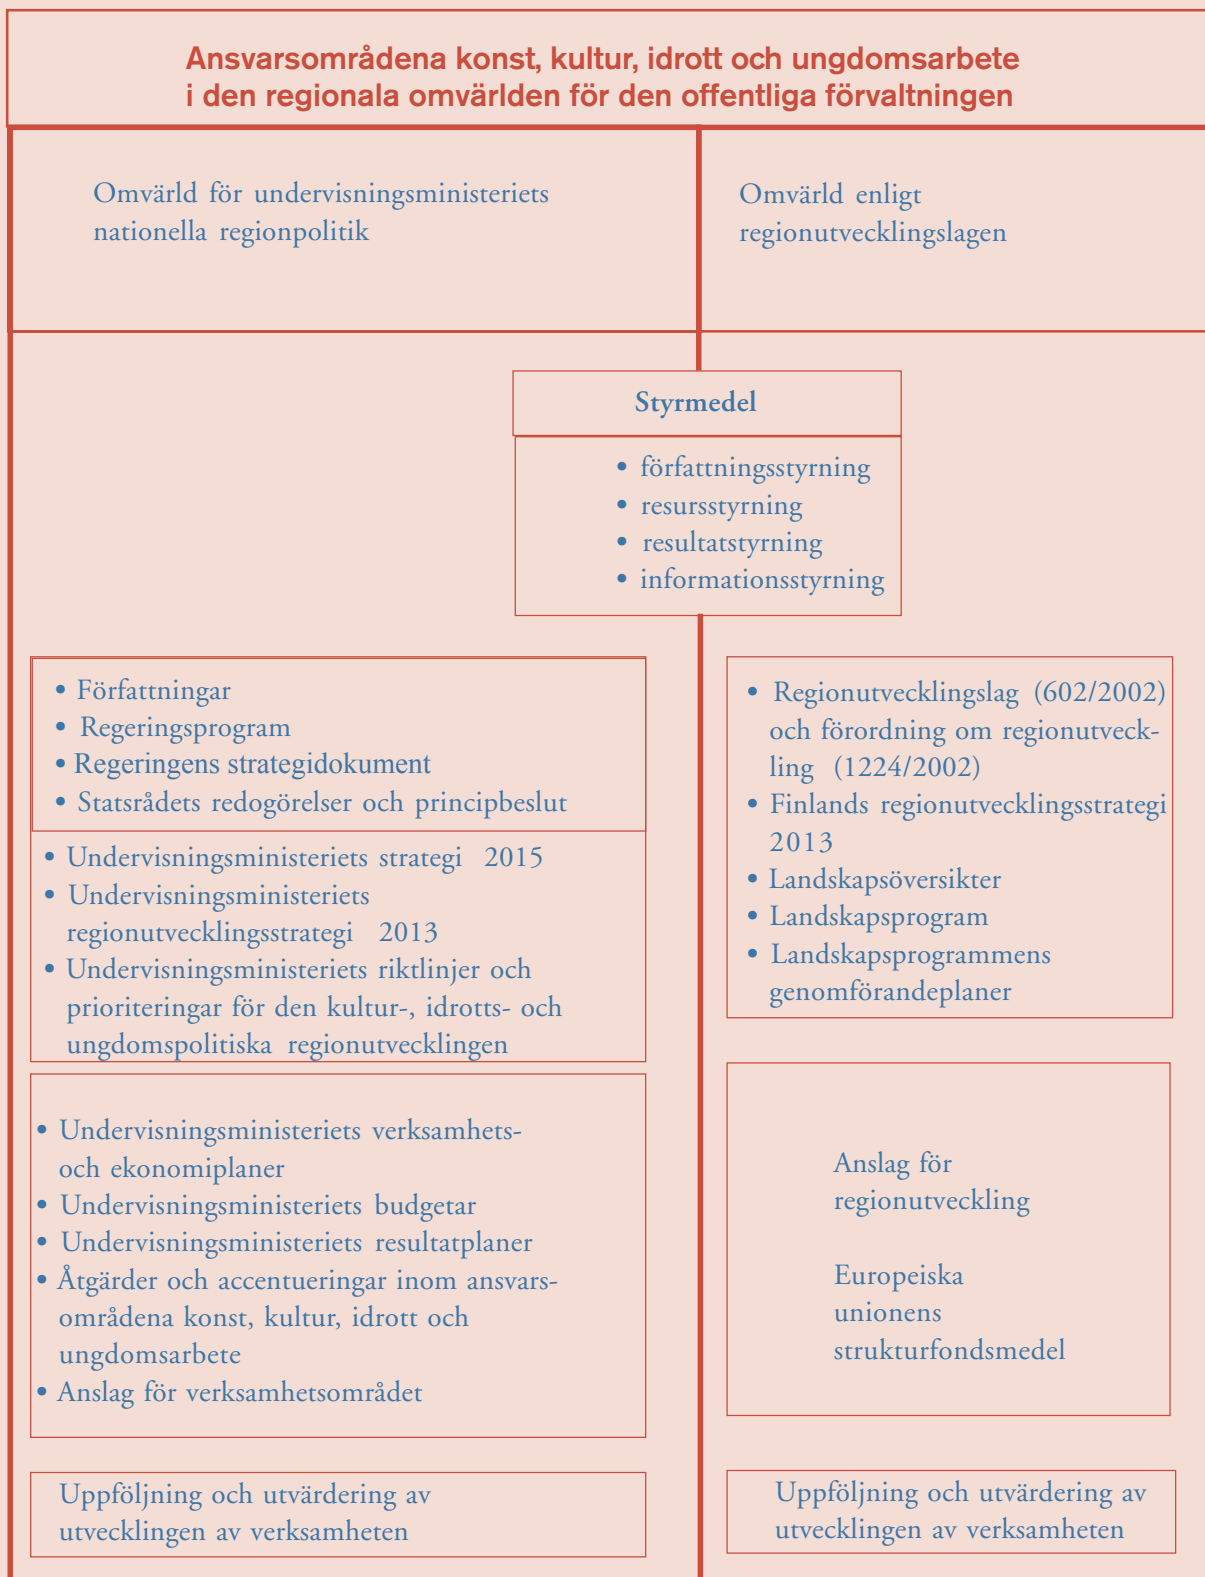 Ansvarsområdena konst, kultur, idrott och ungdomsarbete
i den regionala omvärlden för den offentliga förvaltningen
Omvärld för undervisningsministeriets
nationella regionpolitik
Omvärld enligt
regionutvecklingslagen
Styrmedel
• författningsstyrning
• resursstyrning
• resultatstyrning
• informationsstyrning
• Författningar
• Regeringsprogram
• Regeringens strategidokument
• Statsrådets redogörelser och principbeslut
• Undervisningsministeriets strategi 2015
• Undervisningsministeriets
regionutvecklingsstrategi 2013
• Undervisningsministeriets riktlinjer och
prioriteringar för den kultur-, idrotts- och
ungdomspolitiska regionutvecklingen
• Undervisningsministeriets verksamhets-
och ekonomiplaner
• Undervisningsministeriets budgetar
• Undervisningsministeriets resultatplaner
• Åtgärder och accentueringar inom ansvars-
områdena konst, kultur, idrott och
ungdomsarbete
• Anslag för verksamhetsområdet
Uppföljning och utvärdering av
utvecklingen av verksamheten
• Regionutvecklingslag (602/2002)
och förordning om regionutveck-
ling (1224/2002)
• Finlands regionutvecklingsstrategi
2013
• Landskapsöversikter
• Landskapsprogram
• Landskapsprogrammens
genomförandeplaner
Anslag för
regionutveckling
Europeiska
unionens
strukturfondsmedel
Uppföljning och utvärdering av
utvecklingen av verksamheten